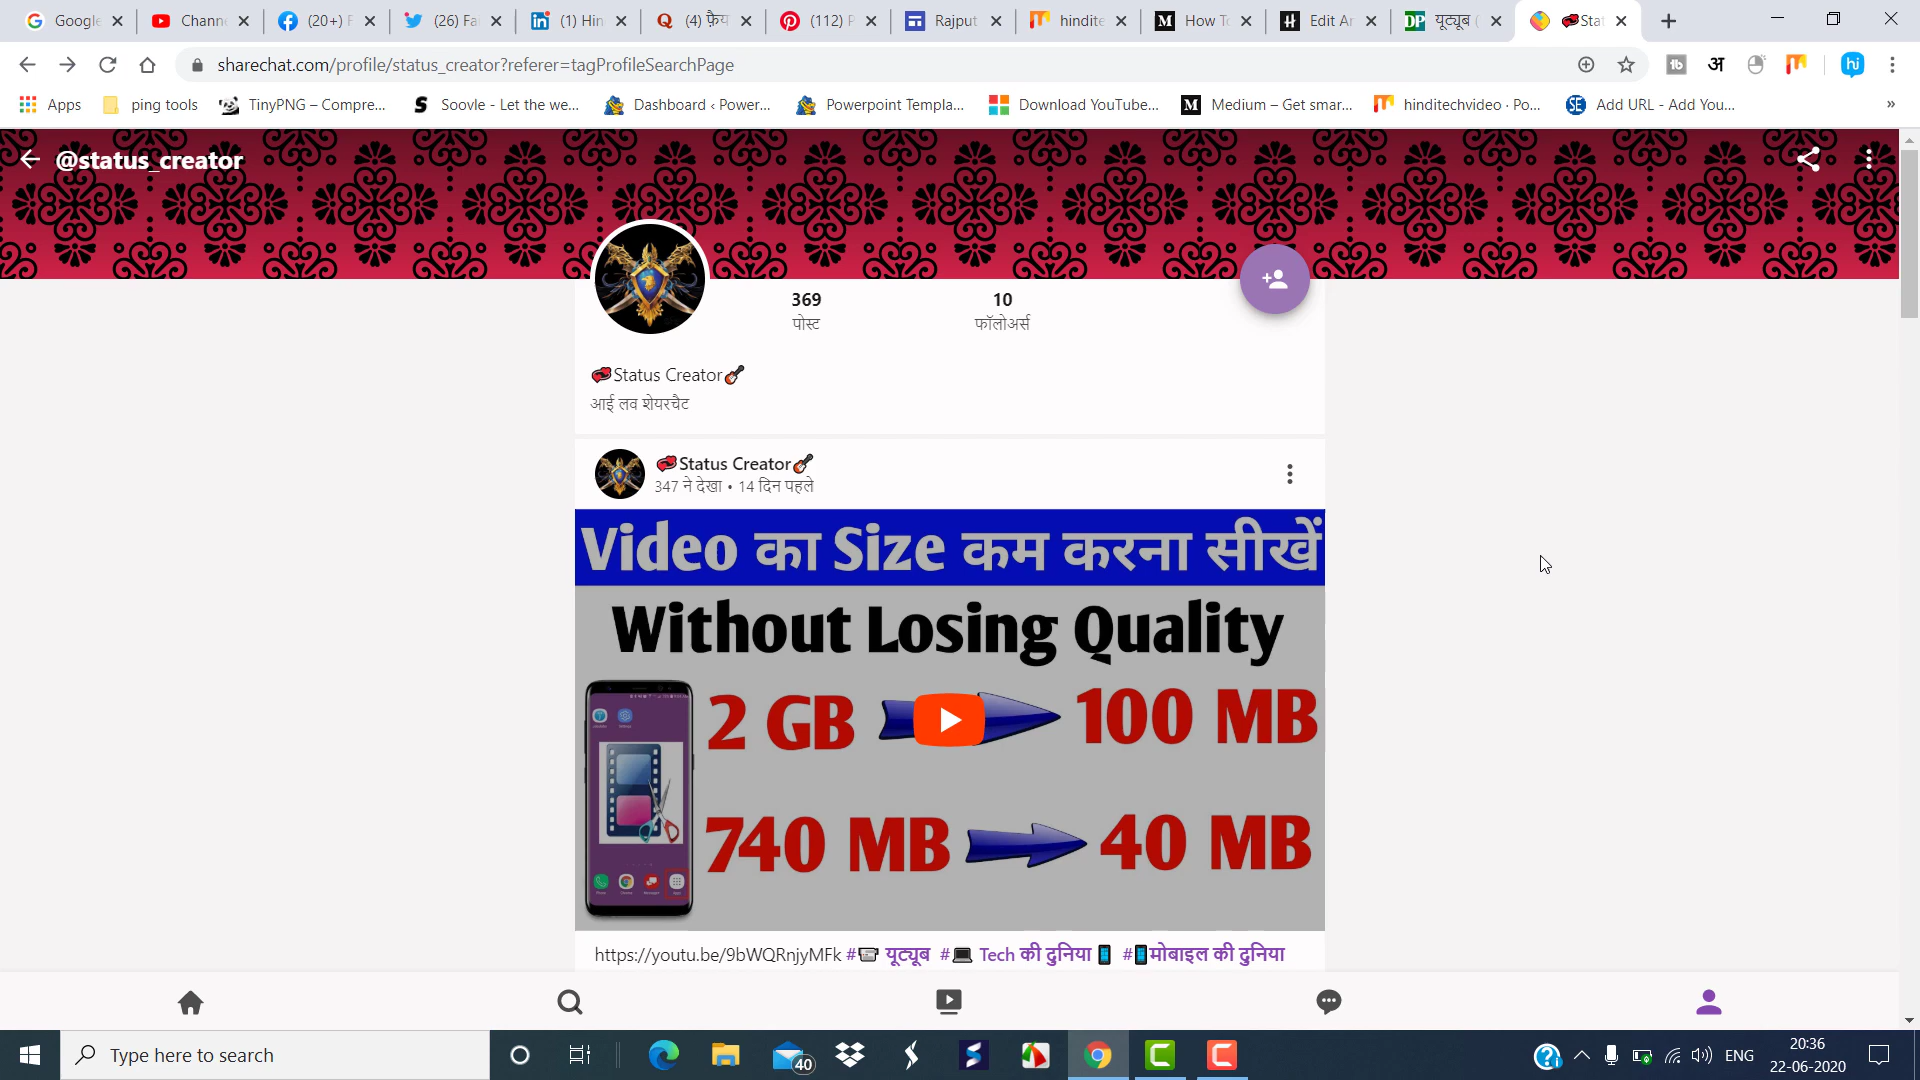 Google
Chann
(20+) F
(26) Fa
(1) Hin
(4) फ़ैय
(112) P
Rajput
hindite
How To
Edit Ar
यूट्यूब (
Stat
sharechat.com/profile/status_creator?referer=tagProfileSearchPage
Apps
ping tools
TinyPNG – Compre...
Soovle - Let the we...
Dashboard ‹ Power...
Powerpoint Templa...
Download YouTube...
Medium – Get smar...
hinditechvideo · Po...
Add URL - Add You...
@status_creator
369
पोस्ट
10
फॉलोअर्स
Status Creator
आई लव शेयरचैट
Status Creator
347 ने देखा • 14 दिन पहले
Video का Size कम करना सीखें
Without Losing Quality
2 GB 100 MB
740 MB 40 MB
https://youtu.be/9bWQRnjyMFk #📹 यूट्यूब #💻 Tech की दुनिया📱 #📱मोबाइल की दुनिया
Type here to search
40
ENG
20:36
22-06-2020